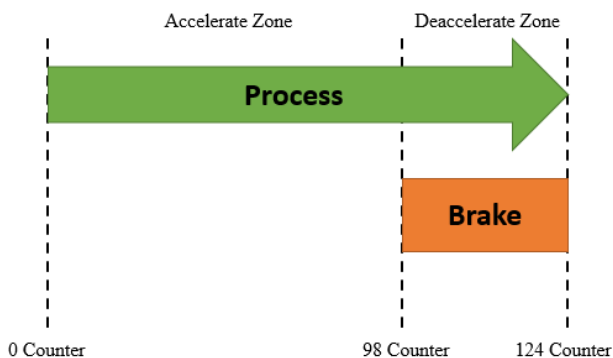 Accelerate Zone
Deaccelerate Zone
Process
Brake
0 Counter
98 Counter
124 Counter